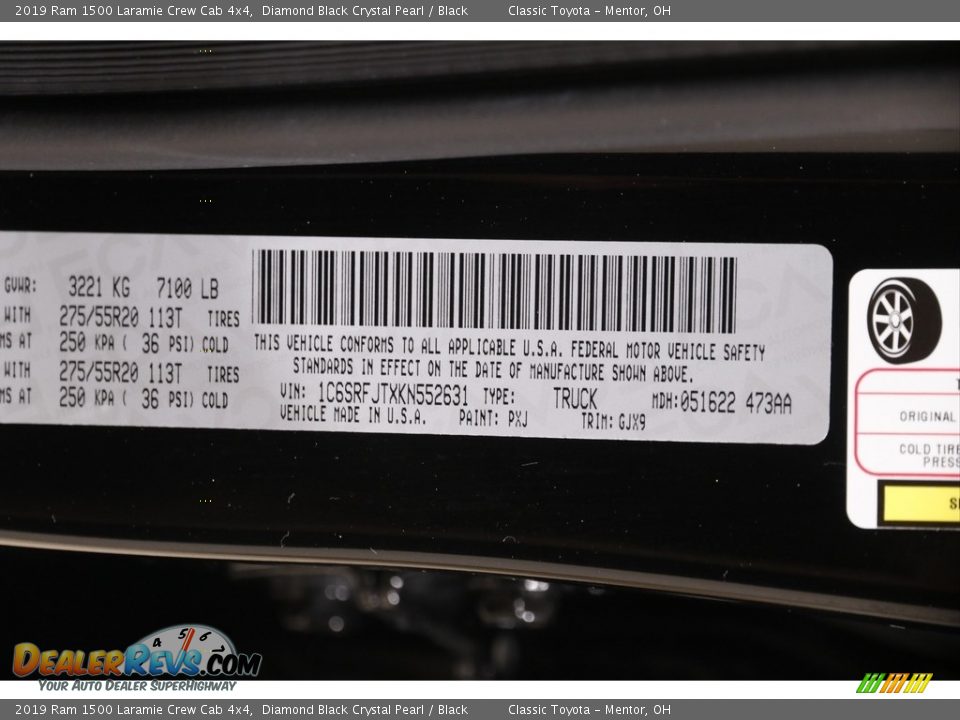 2019 Ram 1500 Laramie Crew Cab 4x4, Diamond Black Crystal Pearl / Black Classic Toyota – Mentor, OH
GVWR: 3221 KG 7100 LB
WITH 275/55R20 113T TIRES
MS AT 250 KPA ( 36 PSI) COLD
WITH 275/55R20 113T TIRES
MS AT 250 KPA ( 36 PSI) COLD
THIS VEHICLE CONFORMS TO ALL APPLICABLE U.S.A. FEDERAL MOTOR VEHICLE SAFETY
STANDARDS IN EFFECT ON THE DATE OF MANUFACTURE SHOWN ABOVE.
VIN: 1C6SRFJTXKN552631 TYPE: TRUCK MDH:051622 473AA
VEHICLE MADE IN U.S.A. PAINT: PXJ TRIM: GJX9
ORIGINAL
COLD TIRE
PRESS
4 5 6
DEALERREVS.COM
YOUR AUTO DEALER SUPERHIGHWAY
2019 Ram 1500 Laramie Crew Cab 4x4, Diamond Black Crystal Pearl / Black Classic Toyota – Mentor, OH